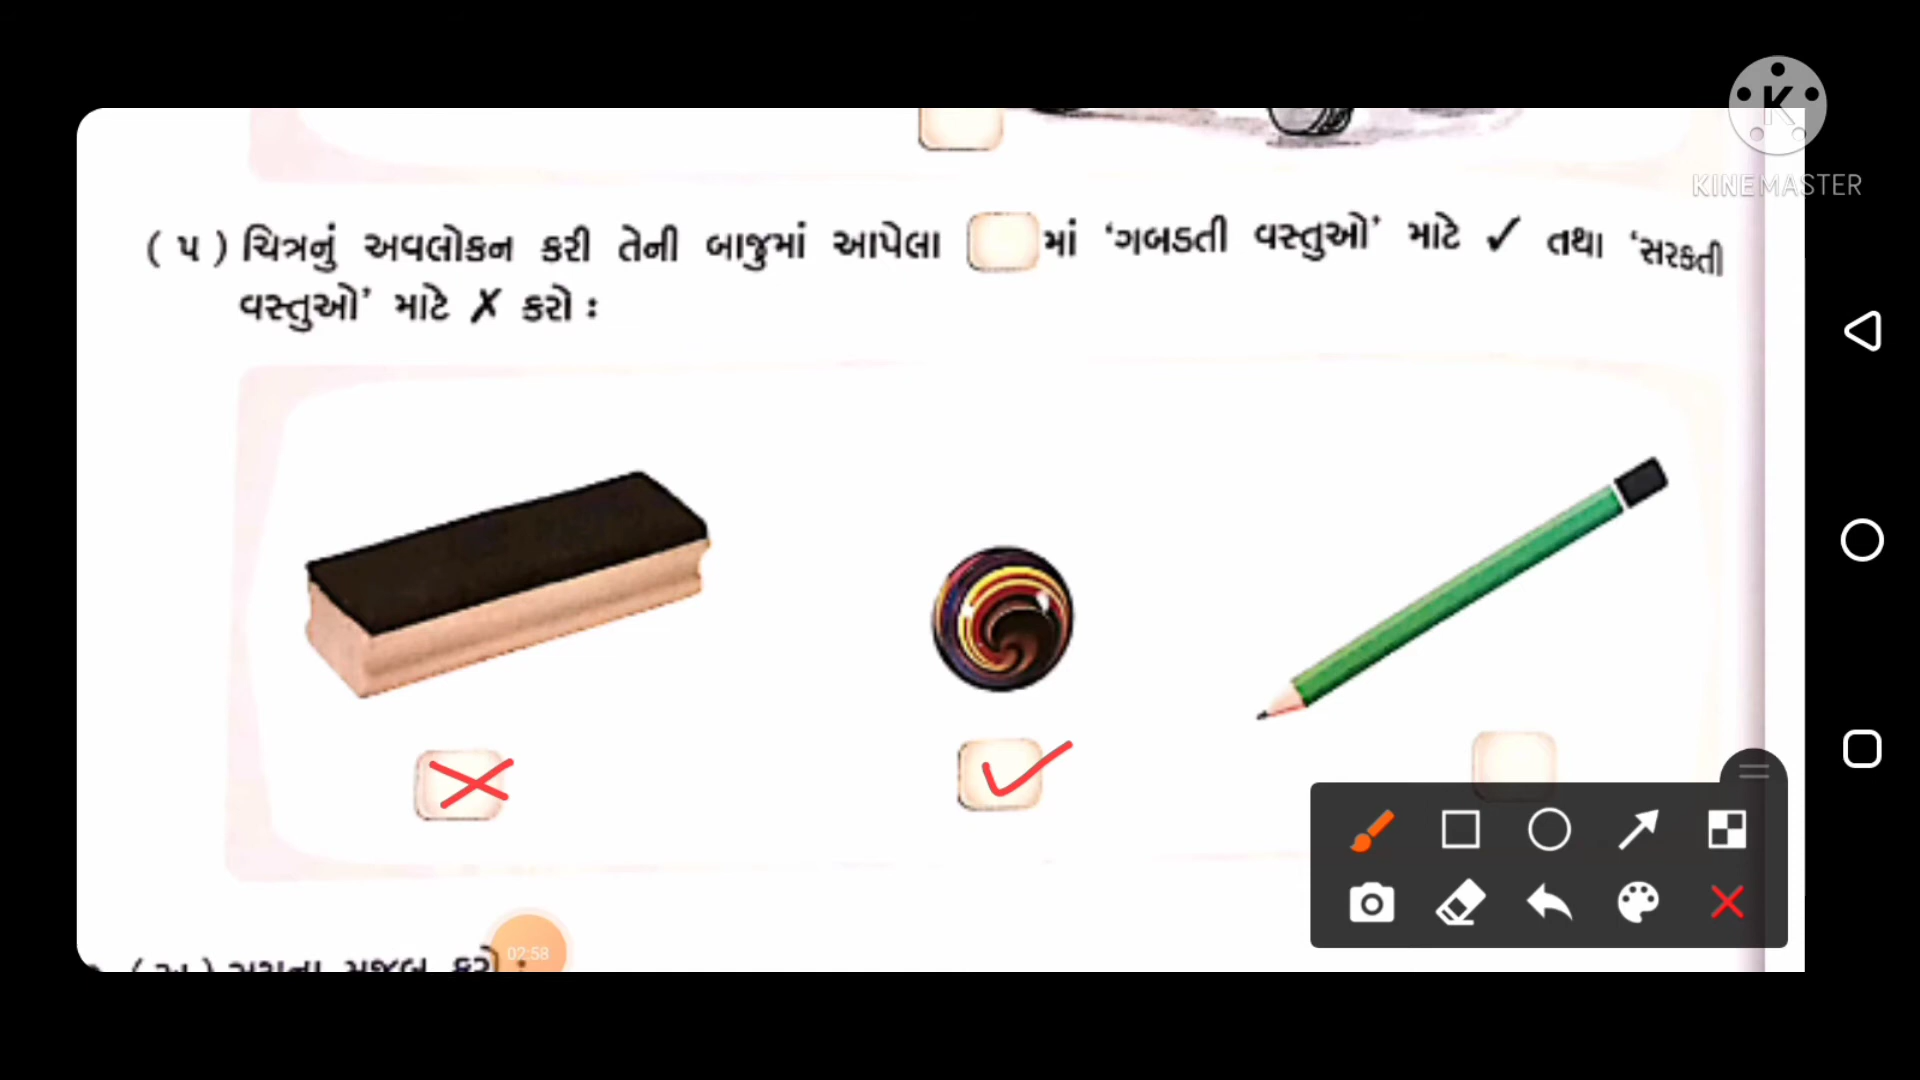 K
KINEMASTER
( ૫ ) ચિત્રનું અવલોકન કરી તેની બાજુમાં આપેલા માં ‘ગબડતી વસ્તુઓ’ માટે ✓ તથા ‘સરકતી
વસ્તુઓ’ માટે ✗ કરો :
02:58